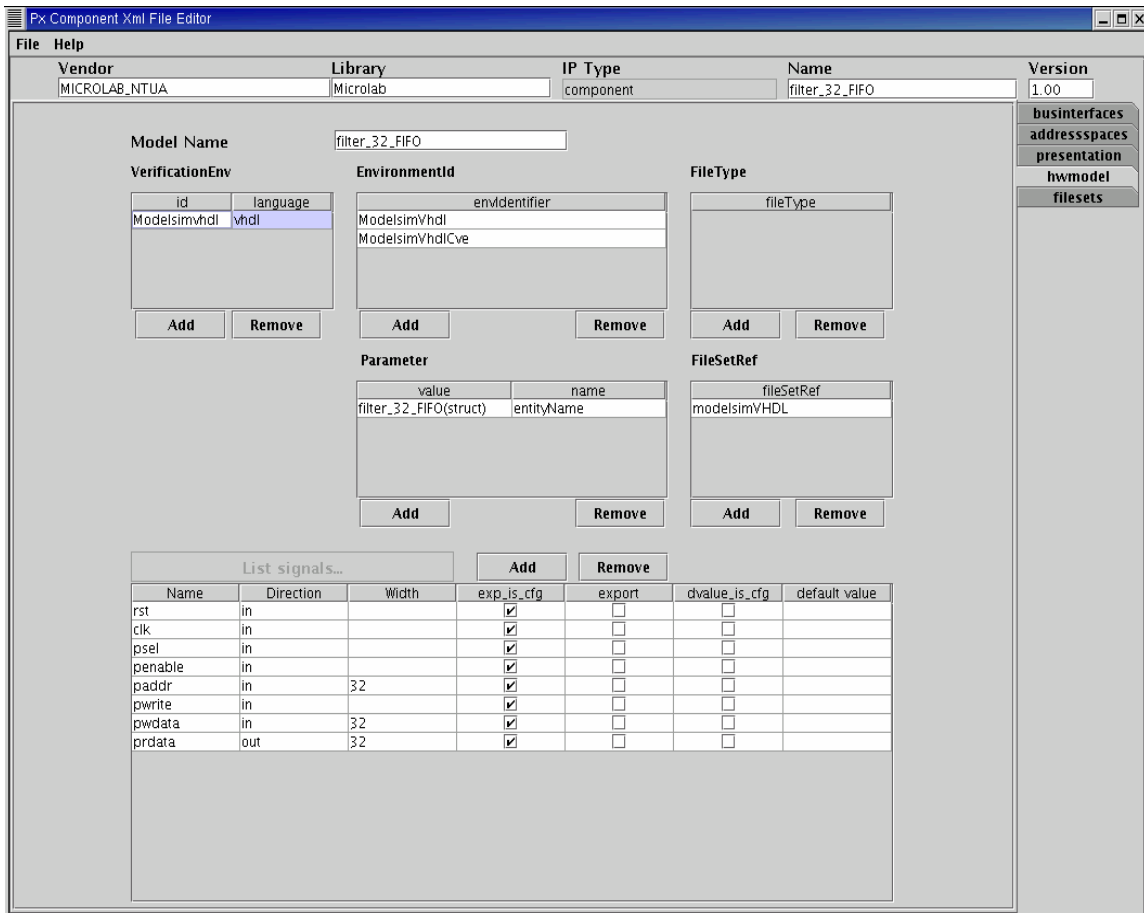 Px Component Xml File Editor
File Help
Vendor Library IP Type Name Version
MICROLAB_NTUA Microlab component filter_32_FIFO 1.00
businterfaces
addressspaces
presentation
hwmodel
filesets
Model Name filter_32_FIFO
VerificationEnv EnvironmentId FileType
id language envIdentifier fileType
Modelsimvhdl vhdl ModelsimVhdl
ModelsimVhdlCve
Add Remove Add Remove Add Remove
Parameter FileSetRef
value name fileSetRef
filter_32_FIFO(struct) entityName modelsimVHDL
Add Remove Add Remove
List signals... Add Remove
Name Direction Width exp_is_cfg export dvalue_is_cfg default value
rst in
clk in
psel in
penable in
paddr in 32
pwrite in
pwdata in 32
prdata out 32